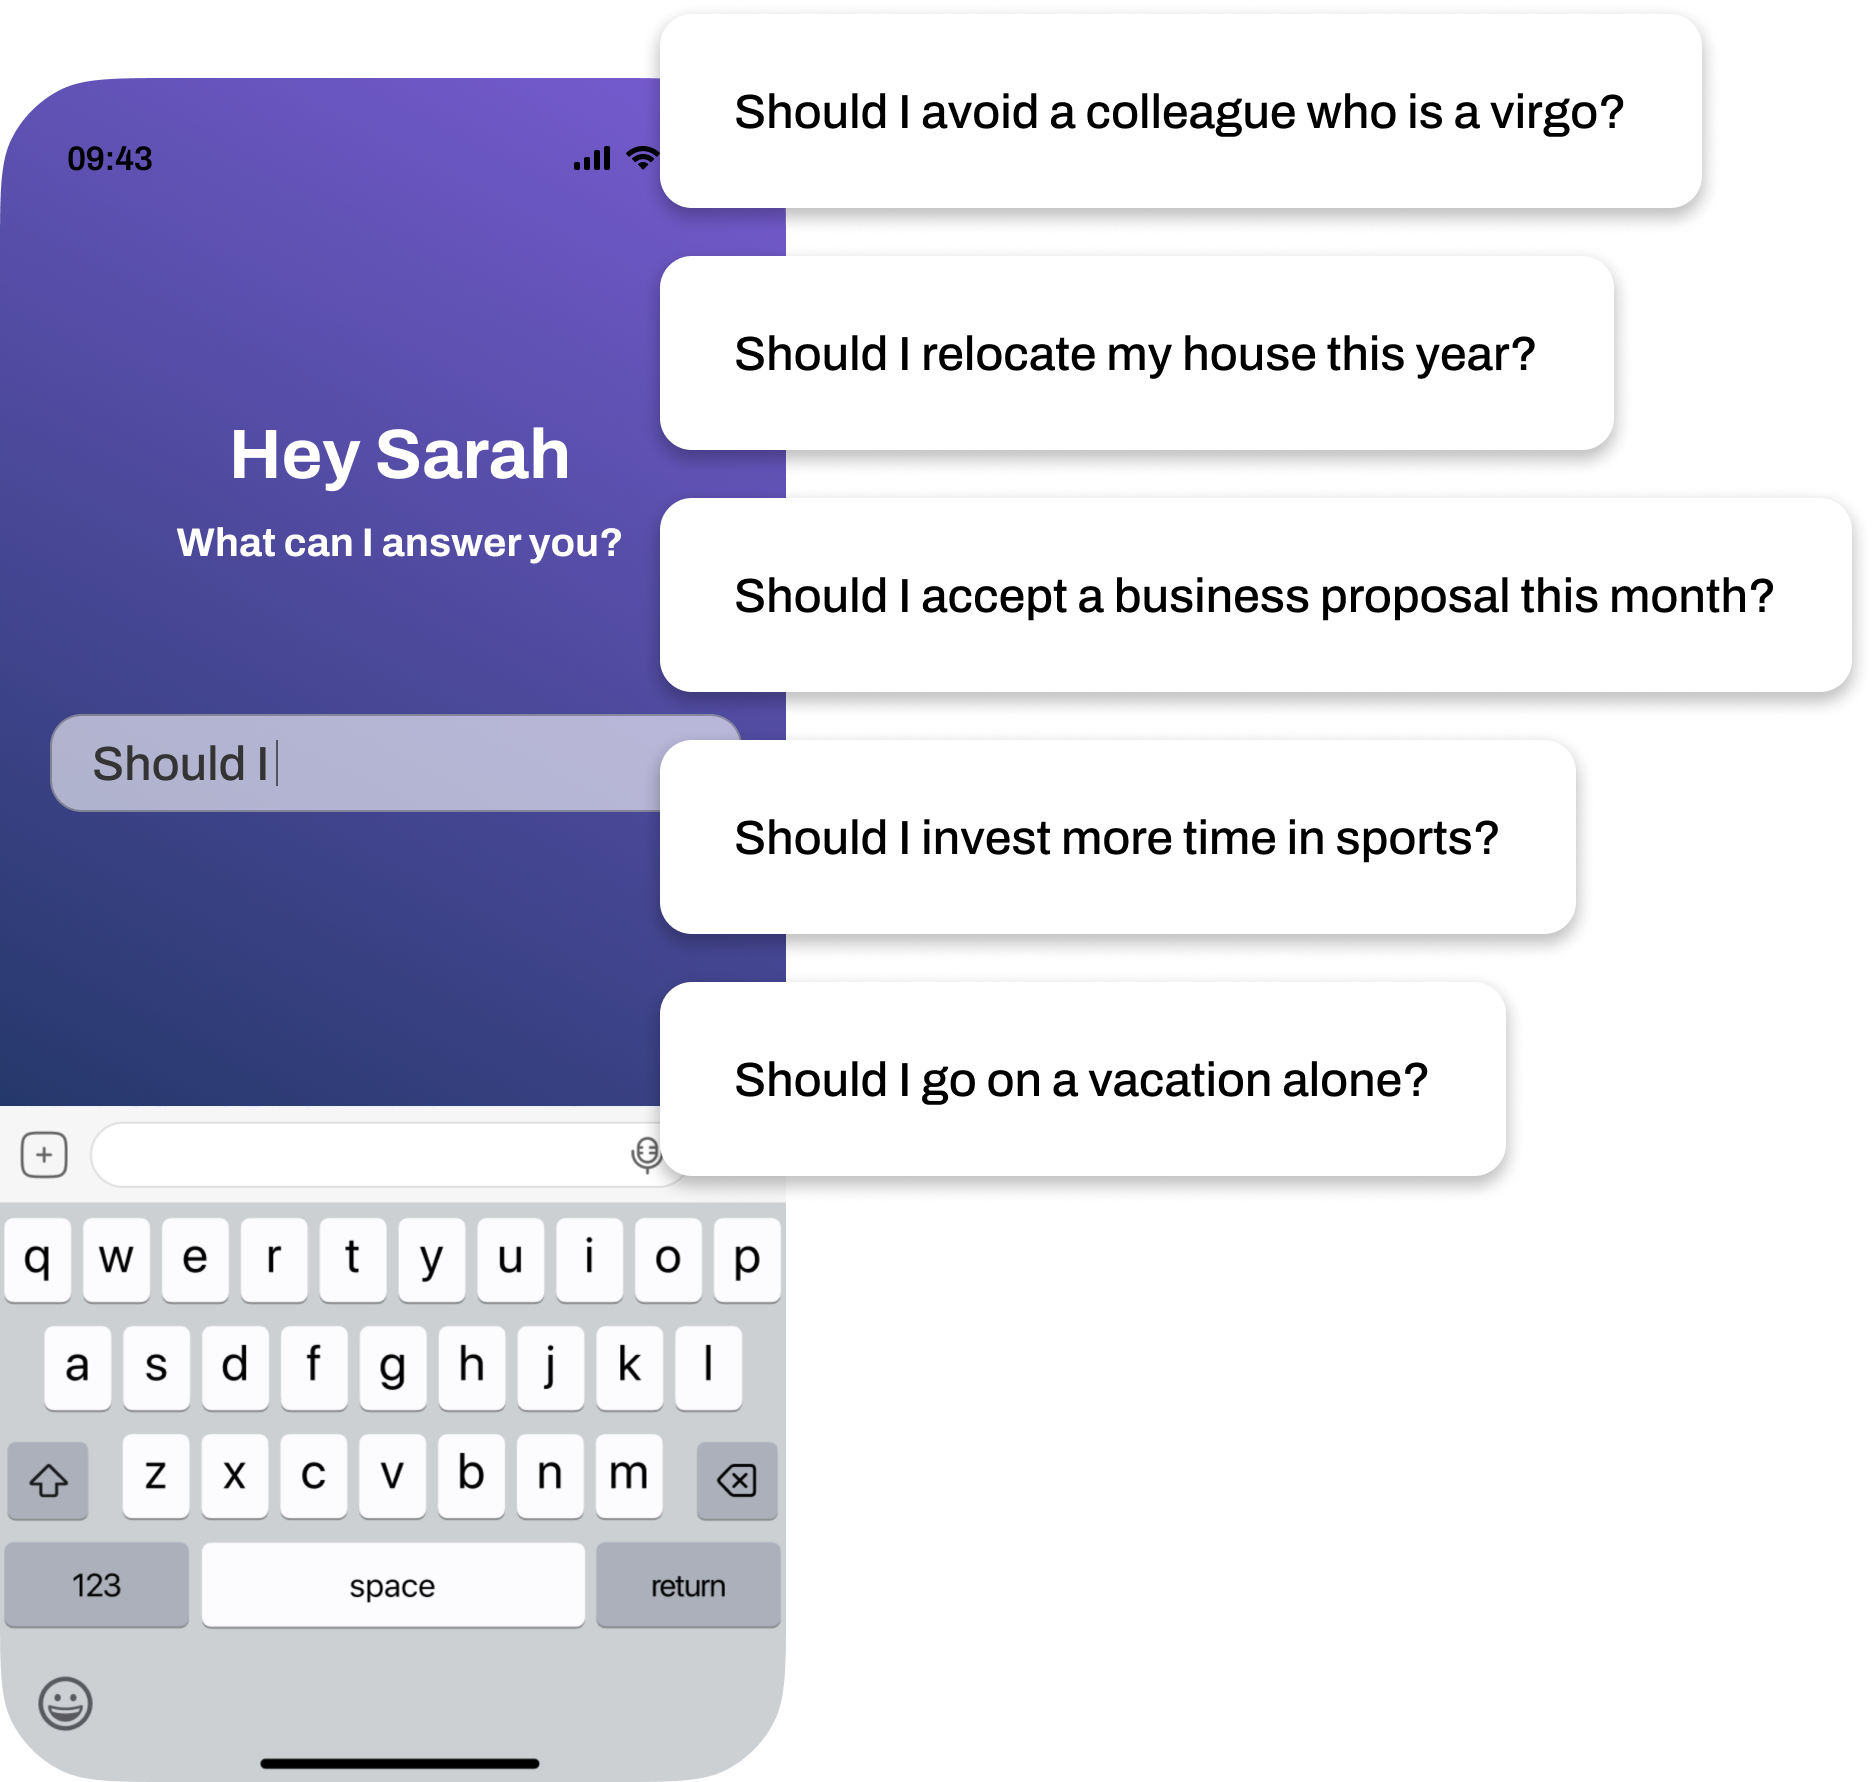 09:43
Hey Sarah
What can I answer you?
Should I
Should I avoid a colleague who is a virgo?
Should I relocate my house this year?
Should I accept a business proposal this month?
Should I invest more time in sports?
Should I go on a vacation alone?
q w e r t y u i o p
a s d f g h j k l
z x c v b n m
123 space return